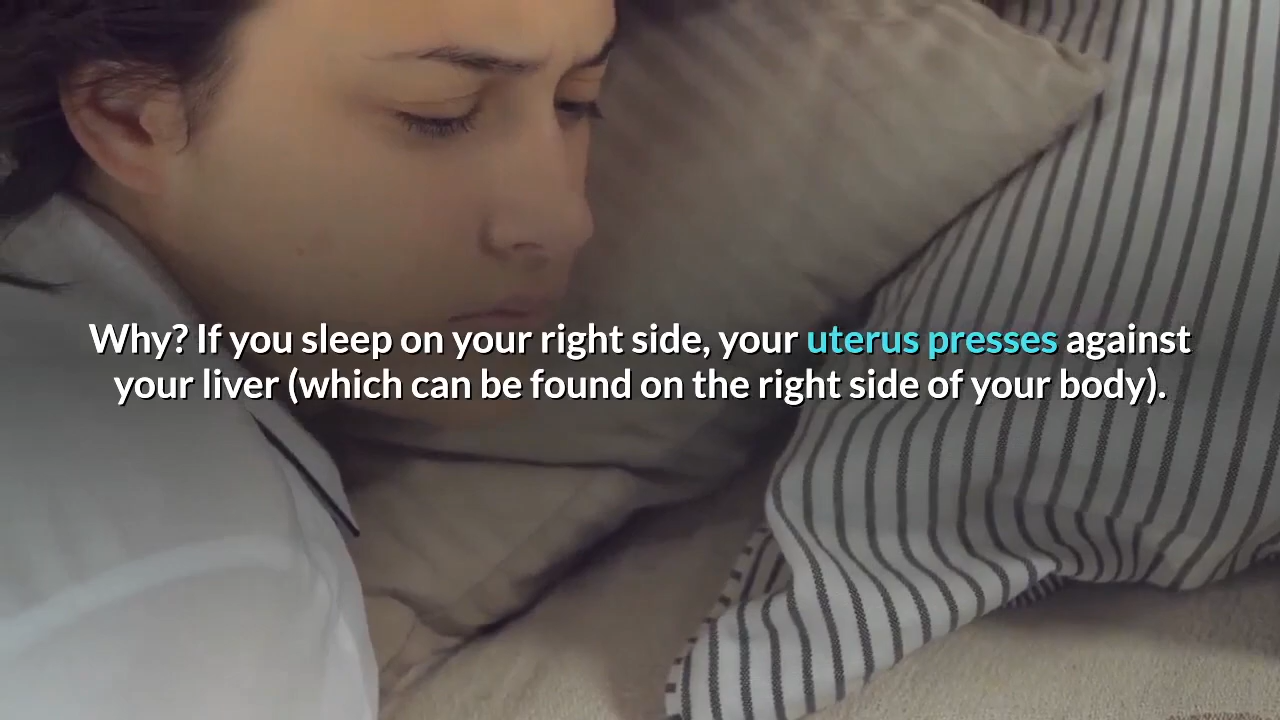 Why? If you sleep on your right side, your uterus presses against
your liver (which can be found on the right side of your body).